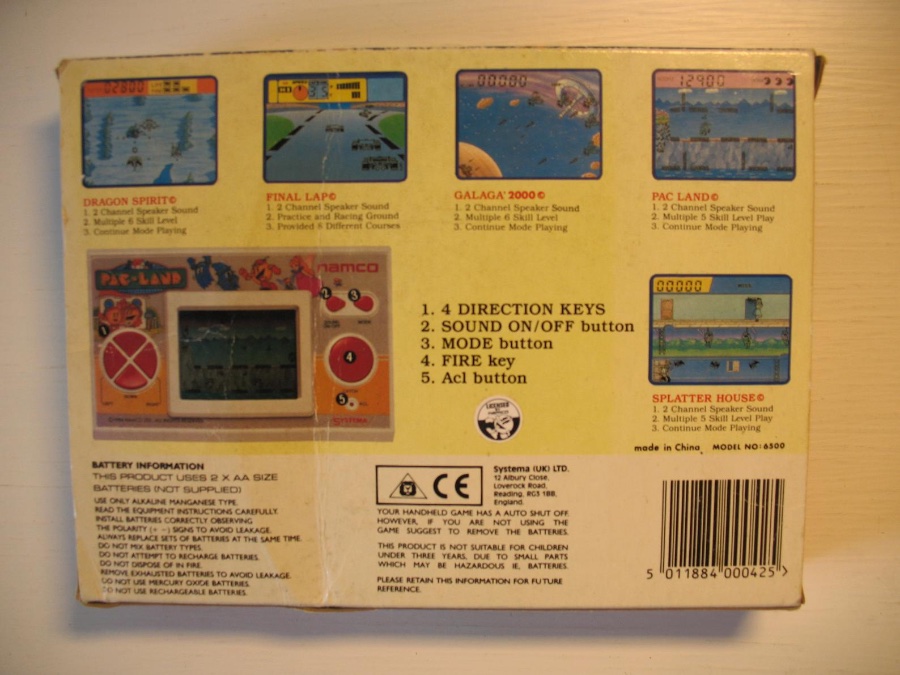 02800
00000
12900
DRAGON SPIRIT©
1. 2 Channel Speaker Sound
2. Multiple 6 Skill Level
3. Continue Mode Playing
FINAL LAP©
1. 2 Channel Speaker Sound
2. Practice and Racing Ground
3. Provided 8 Different Courses
GALAGA' 2000©
1. 2 Channel Speaker Sound
2. Multiple 6 Skill Level
3. Continue Mode Playing
PAC LAND©
1. 2 Channel Speaker Sound
2. Multiple 5 Skill Level Play
3. Continue Mode Playing
PAC-LAND
namco
1
2
3
4
5
systema
1. 4 DIRECTION KEYS
2. SOUND ON/OFF button
3. MODE button
4. FIRE key
5. Acl button
00000
SPLATTER HOUSE©
1. 2 Channel Speaker Sound
2. Multiple 5 Skill Level Play
3. Continue Mode Playing
made in China
MODEL NO: 6500
BATTERY INFORMATION
THIS PRODUCT USES 2 X AA SIZE
BATTERIES (NOT SUPPLIED)
USE ONLY ALKALINE MANGANESE TYPE.
READ THE EQUIPMENT INSTRUCTIONS CAREFULLY.
INSTALL BATTERIES CORRECTLY OBSERVING
THE POLARITY (+ -) SIGNS TO AVOID LEAKAGE.
ALWAYS REPLACE SETS OF BATTERIES AT THE SAME TIME.
DO NOT MIX BATTERY TYPES.
DO NOT ATTEMPT TO RECHARGE BATTERIES.
DO NOT DISPOSE OF IN FIRE.
REMOVE EXHAUSTED BATTERIES TO AVOID LEAKAGE.
DO NOT USE MERCURY OXIDE BATTERIES.
DO NOT USE RECHARGEABLE BATTERIES.
CE
Systema (UK) LTD.
12 Albury Close,
Loverock Road,
Reading, RG3 1BB,
England.
YOUR HANDHELD GAME HAS A AUTO SHUT OFF.
HOWEVER, IF YOU ARE NOT USING THE
GAME SUGGEST TO REMOVE THE BATTERIES.
THIS PRODUCT IS NOT SUITABLE FOR CHILDREN
UNDER THREE YEARS, DUE TO SMALL PARTS
WHICH MAY BE HAZARDOUS IE, BATTERIES.
PLEASE RETAIN THIS INFORMATION FOR FUTURE
REFERENCE.
5 011884 000425 >